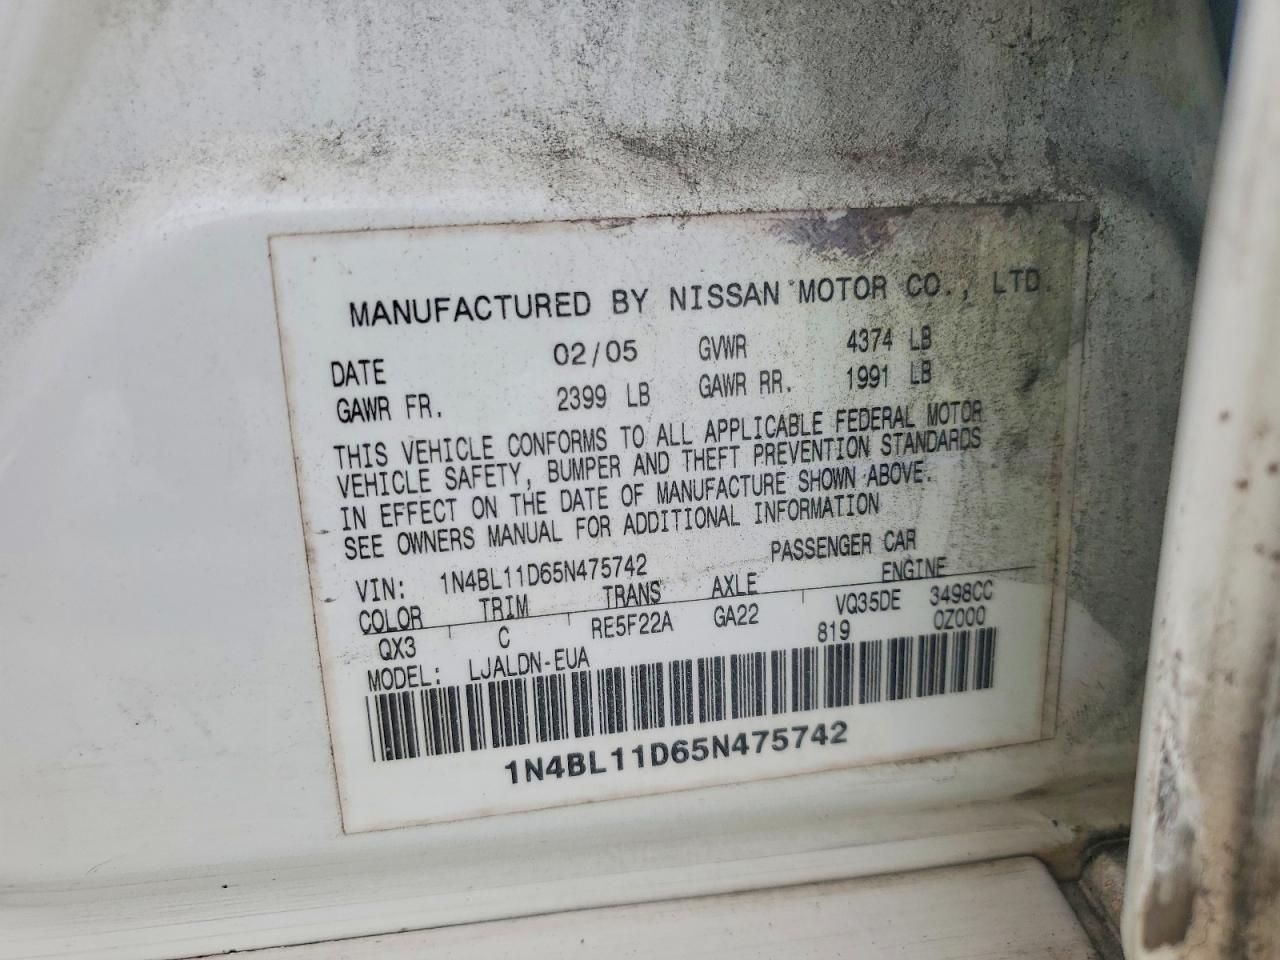 MANUFACTURED BY NISSAN MOTOR CO., LTD.
DATE 02/05 GVWR 4374 LB
GAWR FR. 2399 LB GAWR RR. 1991 LB
THIS VEHICLE CONFORMS TO ALL APPLICABLE FEDERAL MOTOR
VEHICLE SAFETY, BUMPER AND THEFT PREVENTION STANDARDS
IN EFFECT ON THE DATE OF MANUFACTURE SHOWN ABOVE.
SEE OWNERS MANUAL FOR ADDITIONAL INFORMATION
VIN: 1N4BL11D65N475742 PASSENGER CAR
COLOR TRIM TRANS AXLE ENGINE
QX3 C RE5F22A GA22 VQ35DE 3498CC
MODEL: LJALDN-EUA 819 0Z000
1N4BL11D65N475742